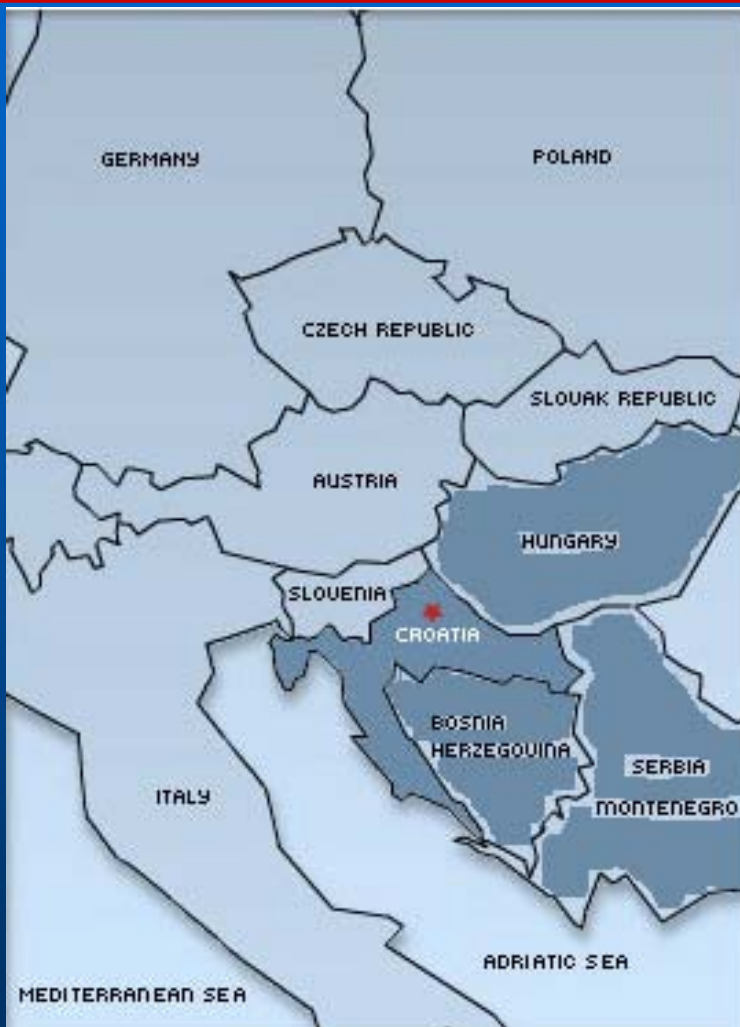 GERMANY
POLAND
CZECH REPUBLIC
SLOVAK REPUBLIC
AUSTRIA
HUNGARY
SLOVENIA
CROATIA
BOSNIA
HERZEGOVINA
SERBIA
ITALY
MONTENEGRO
ADRIATIC SEA
MEDITERRANEAN SEA